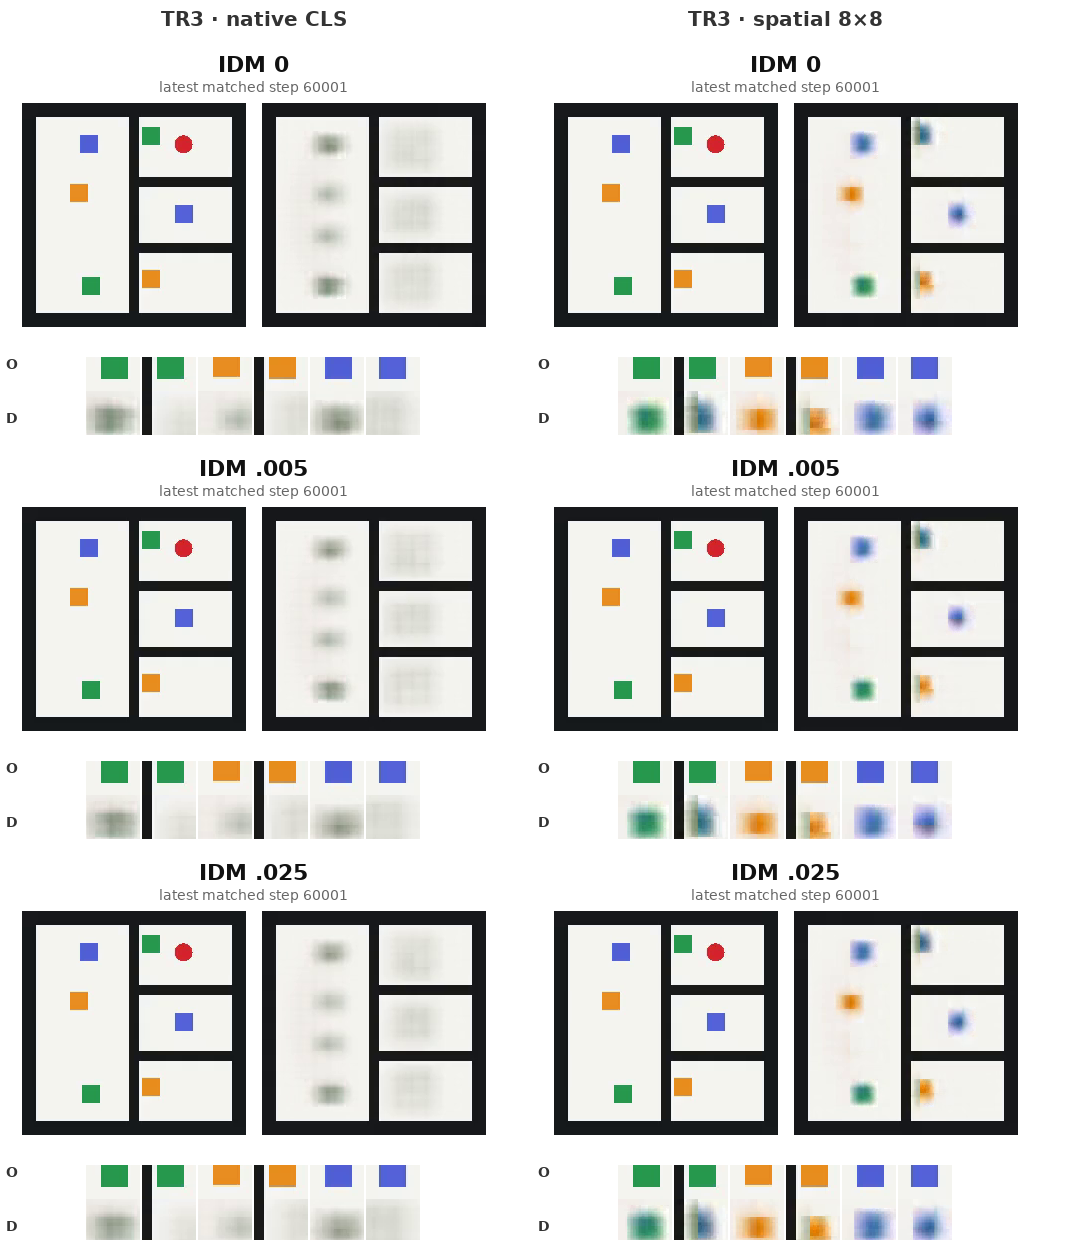 TR3 · native CLS
TR3 · spatial 8×8
IDM 0
latest matched step 60001
IDM 0
latest matched step 60001
O
D
O
D
IDM .005
latest matched step 60001
IDM .005
latest matched step 60001
O
D
O
D
IDM .025
latest matched step 60001
IDM .025
latest matched step 60001
O
D
O
D